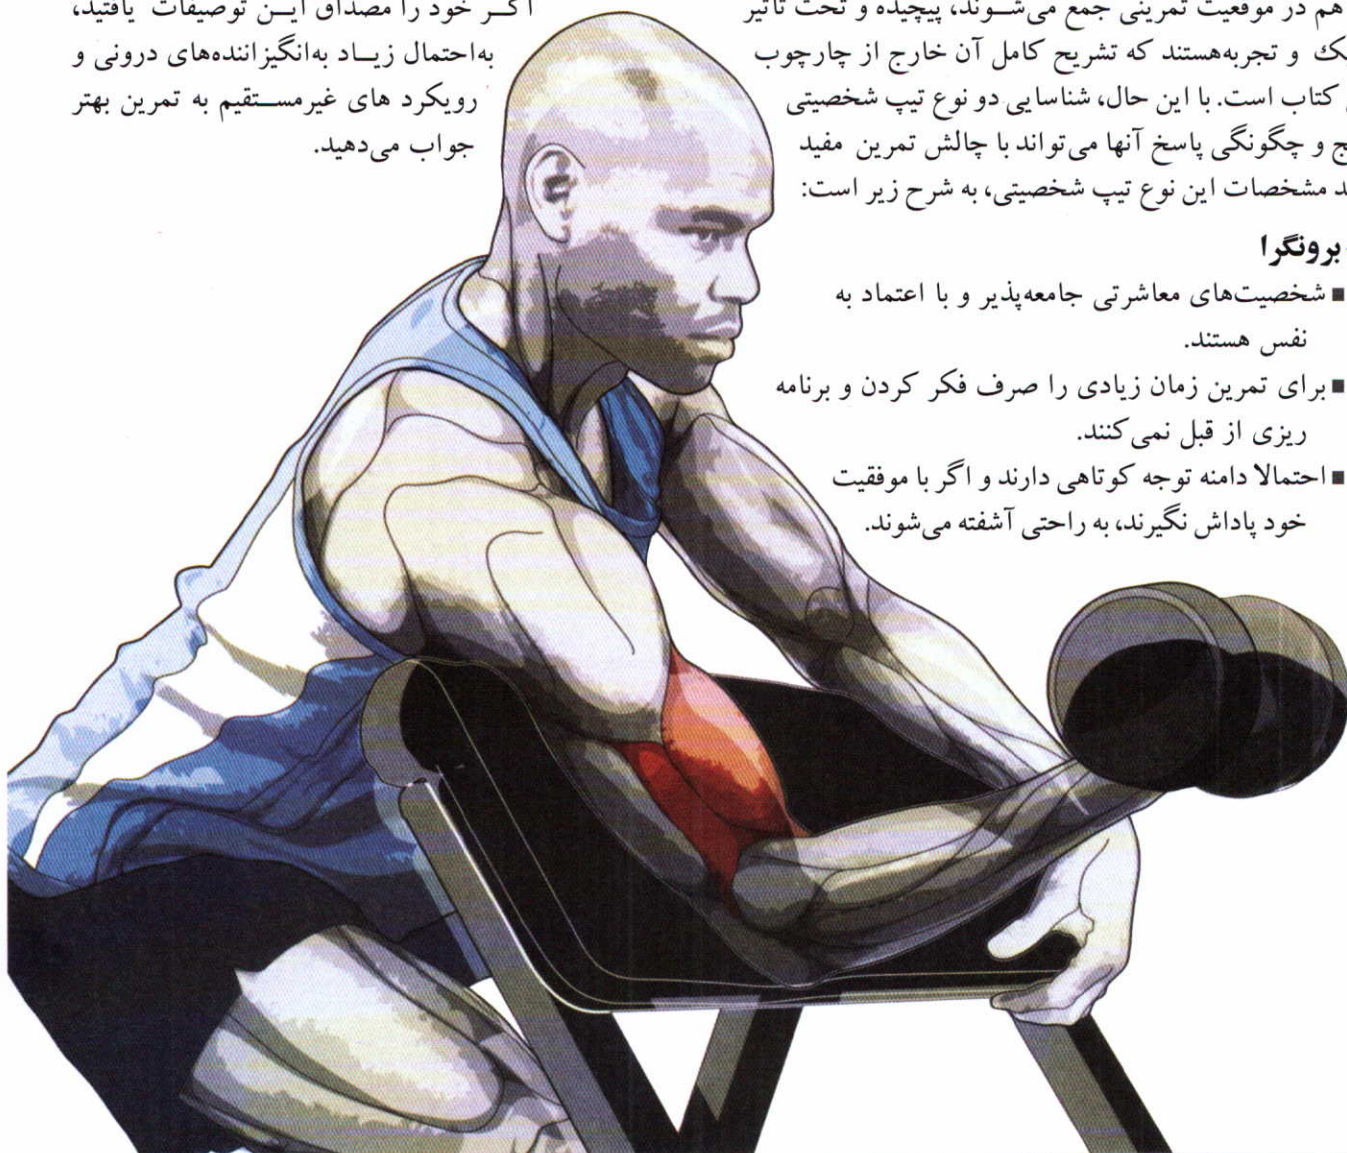 هم در موقعیت تمرینی جمع می‌شوند، پیچیده و تحت تاثیر
و تجربه‌هستند که تشریح کامل آن خارج از چارچوب
کتاب است. با این حال، شناسایی دو نوع تیپ شخصیتی
و چگونگی پاسخ آنها می‌تواند با چالش تمرین مفید
مشخصات این نوع تیپ شخصیتی، به شرح زیر است:
برونگرا
■ شخصیت‌های معاشرتی جامعه‌پذیر و با اعتماد به
نفس هستند.
■ برای تمرین زمان زیادی را صرف فکر کردن و برنامه
ریزی از قبل نمی‌کنند.
■ احتمالا دامنه توجه کوتاهی دارند و اگر با موفقیت
خود پاداش نگیرند، به راحتی آشفته می‌شوند.
اگر خود را مصداق این توصیفات یافتید،
به‌احتمال زیاد به‌انگیزاننده‌های درونی و
رویکرد های غیرمستقیم به تمرین بهتر
جواب می‌دهید.